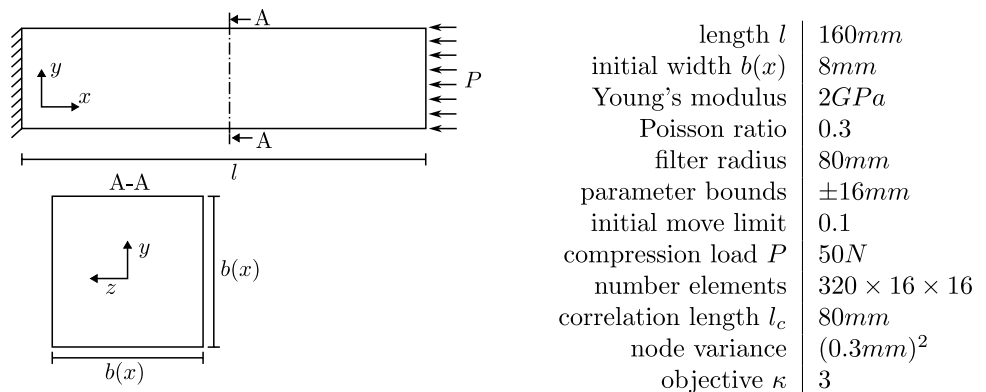 A
y
x
P
A
l
A-A
y
z
b(x)
b(x)
length l 160mm
initial width b(x) 8mm
Young's modulus 2GPa
Poisson ratio 0.3
filter radius 80mm
parameter bounds ±16mm
initial move limit 0.1
compression load P 50N
number elements 320 × 16 × 16
correlation length l_c 80mm
node variance (0.3mm)²
objective κ 3